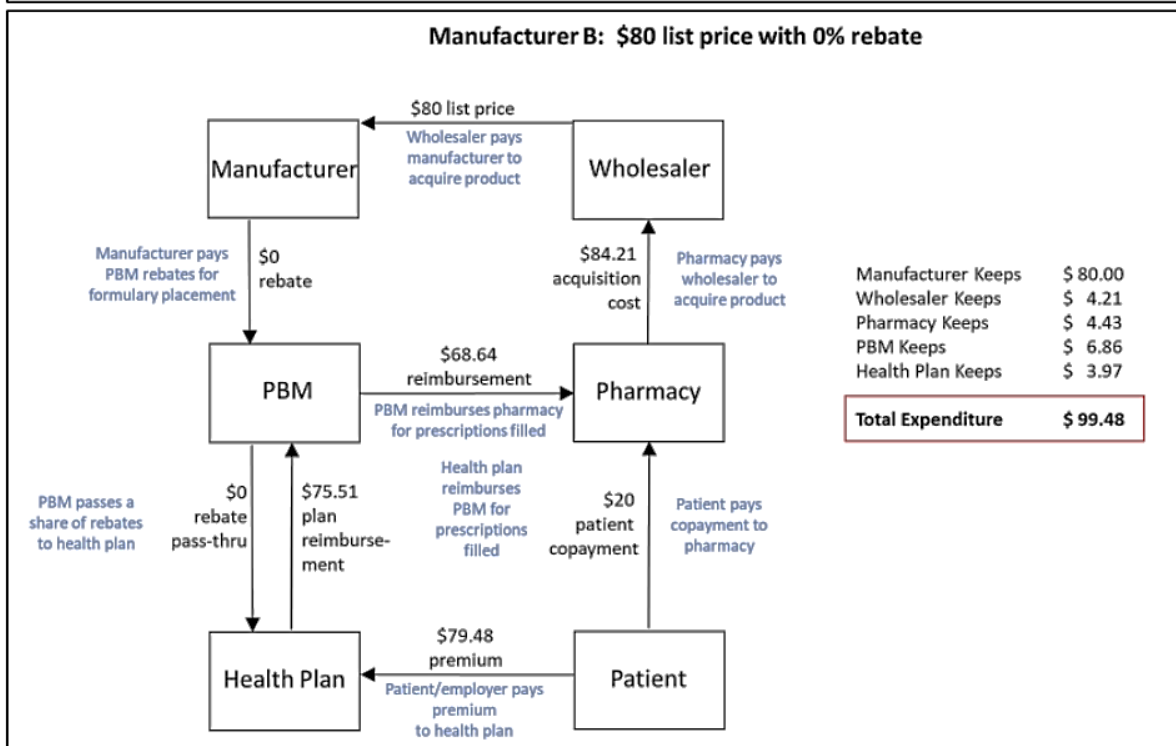 Manufacturer B:  $80 list price with 0% rebate
$80 list price
Wholesaler pays
manufacturer to
acquire product
Manufacturer
Wholesaler
Manufacturer pays
PBM rebates for
formulary placement
$0
rebate
$84.21
acquisition
cost
Pharmacy pays
wholesaler to
acquire product
Manufacturer Keeps $ 80.00
Wholesaler Keeps $ 4.21
Pharmacy Keeps $ 4.43
PBM Keeps $ 6.86
Health Plan Keeps $ 3.97
Total Expenditure $ 99.48
PBM
$68.64
reimbursement
PBM reimburses pharmacy
for prescriptions filled
Pharmacy
PBM passes a
share of rebates
to health plan
$0
rebate
pass-thru
$75.51
plan
reimburse-
ment
Health plan
reimburses
PBM for
prescriptions
filled
$20
patient
copayment
Patient pays
copayment to
pharmacy
Health Plan
$79.48
premium
Patient/employer pays
premium
to health plan
Patient